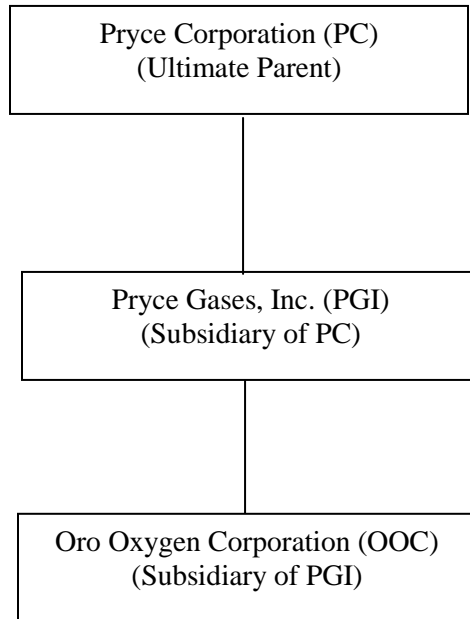 Pryce Corporation (PC)
(Ultimate Parent)
Pryce Gases, Inc. (PGI)
(Subsidiary of PC)
Oro Oxygen Corporation (OOC)
(Subsidiary of PGI)